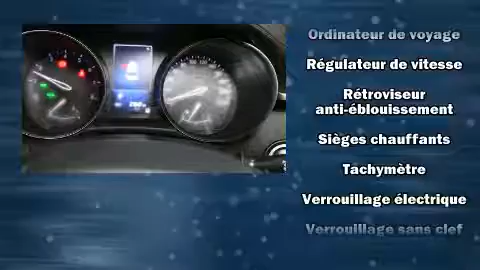 Ordinateur de voyage
Régulateur de vitesse
Rétroviseur
anti-éblouissement
Sièges chauffants
Tachymètre
Verrouillage électrique
Verrouillage sans clef